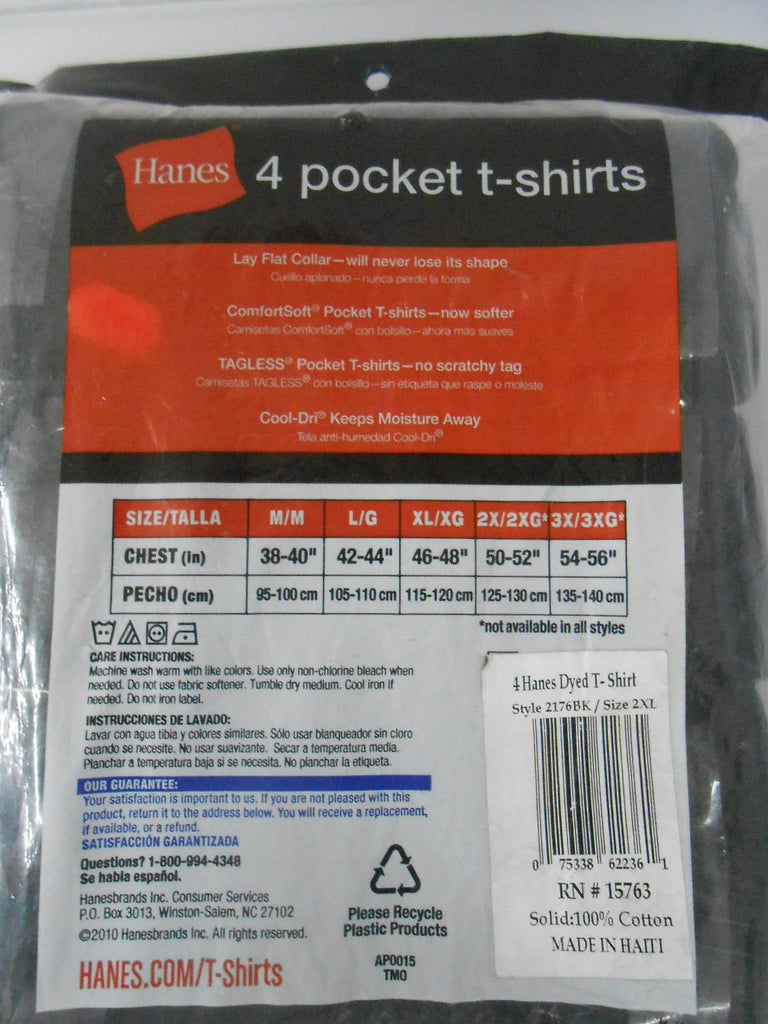 Hanes 4 pocket t-shirts
Lay Flat Collar—will never lose its shape
Cuello aplanado—nunca pierde la forma
ComfortSoft® Pocket T-shirts—now softer
Camisetas ComfortSoft® con bolsillo—ahora más suaves
TAGLESS® Pocket T-shirts—no scratchy tag
Camisetas TAGLESS® con bolsillo—sin etiqueta que raspe o moleste
Cool-Dri® Keeps Moisture Away
Tela anti-humedad Cool-Dri®
SIZE/TALLA M/M L/G XL/XG 2X/2XG* 3X/3XG*
CHEST (in) 38-40" 42-44" 46-48" 50-52" 54-56"
PECHO (cm) 95-100 cm 105-110 cm 115-120 cm 125-130 cm 135-140 cm
*not available in all styles
CARE INSTRUCTIONS:
Machine wash warm with like colors. Use only non-chlorine bleach when
needed. Do not use fabric softener. Tumble dry medium. Cool iron if
needed. Do not iron label.
INSTRUCCIONES DE LAVADO:
Lavar con agua tibia y colores similares. Sólo usar blanqueador sin cloro
cuando se necesite. No usar suavizante. Secar a temperatura media.
Planchar a temperatura baja si se necesita. No planchar la etiqueta.
OUR GUARANTEE:
Your satisfaction is important to us. If you are not pleased with this
product, return it to the address below. You will receive a replacement,
if available, or a refund.
SATISFACCIÓN GARANTIZADA
Questions? 1-800-994-4348
Se habla español.
Hanesbrands Inc. Consumer Services
P.O. Box 3013, Winston-Salem, NC 27102
©2010 Hanesbrands Inc. All rights reserved.
HANES.COM/T-Shirts
Please Recycle
Plastic Products
AP0015
TMO
4 Hanes Dyed T- Shirt
Style 2176BK / Size 2XL
0 75338 62236 1
RN # 15763
Solid:100% Cotton
MADE IN HAITI